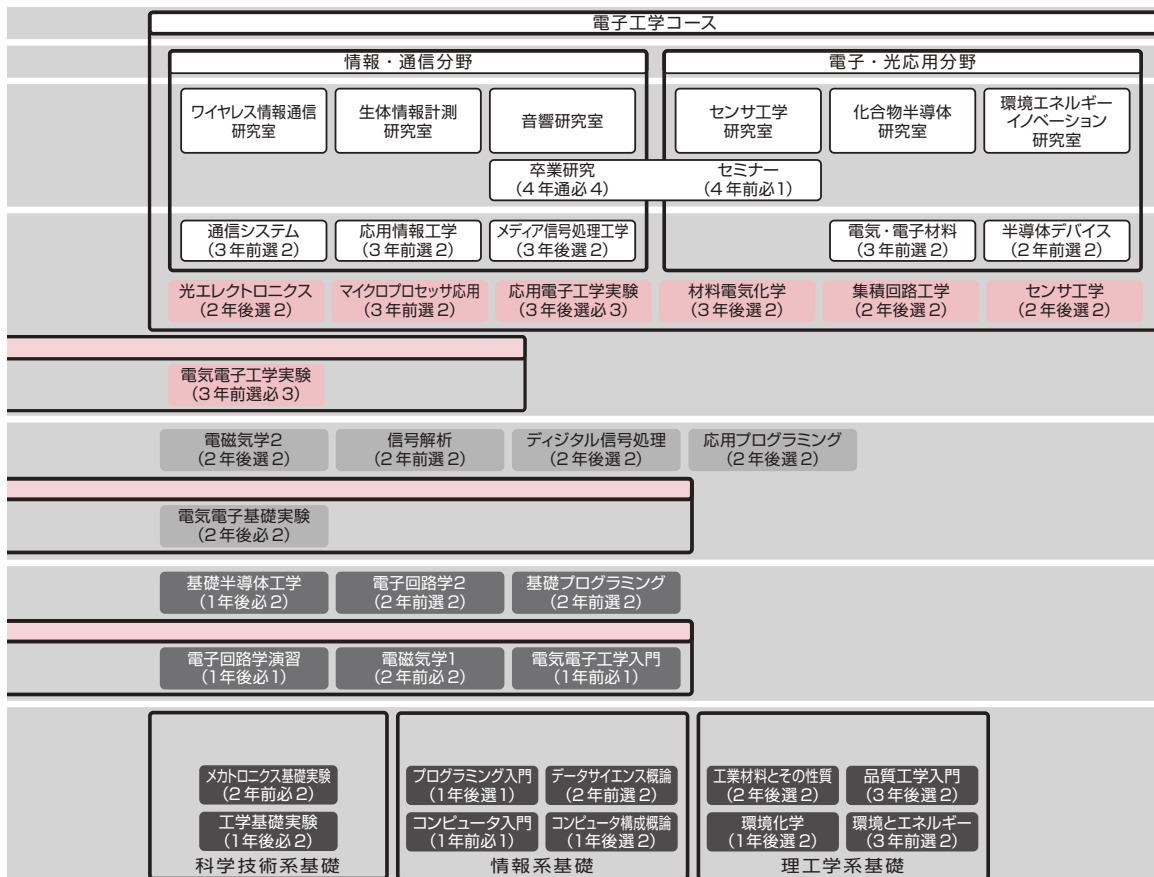 電子工学コース
情報・通信分野
電子・光応用分野
ワイヤレス情報通信
研究室
生体情報計測
研究室
音響研究室
センサ工学
研究室
化合物半導体
研究室
環境エネルギー
イノベーション
研究室
卒業研究
(4年通必4)
セミナー
(4年前必1)
通信システム
(3年前選2)
応用情報工学
(3年前選2)
メディア信号処理工学
(3年後選2)
電気・電子材料
(3年前選2)
半導体デバイス
(2年前選2)
光エレクトロニクス
(2年後選2)
マイクロプロセッサ応用
(3年前選2)
応用電子工学実験
(3年後選必3)
材料電気化学
(3年後選2)
集積回路工学
(2年後選2)
センサ工学
(2年後選2)
電気電子工学実験
(3年前選必3)
電磁気学2
(2年後選2)
信号解析
(2年前選2)
ディジタル信号処理
(2年後選2)
応用プログラミング
(2年後選2)
電気電子基礎実験
(2年後必2)
基礎半導体工学
(1年後必2)
電子回路学2
(2年前選2)
基礎プログラミング
(2年前選2)
電子回路学演習
(1年後必1)
電磁気学1
(2年前必2)
電気電子工学入門
(1年前必1)
メカトロニクス基礎実験
(2年前必2)
工学基礎実験
(1年後必2)
科学技術系基礎
プログラミング入門
(1年後選1)
データサイエンス概論
(2年前選2)
コンピュータ入門
(1年前必1)
コンピュータ構成概論
(1年後選2)
情報系基礎
工業材料とその性質
(2年後選2)
品質工学入門
(3年後選2)
環境化学
(1年後選2)
環境とエネルギー
(3年前選2)
理工学系基礎